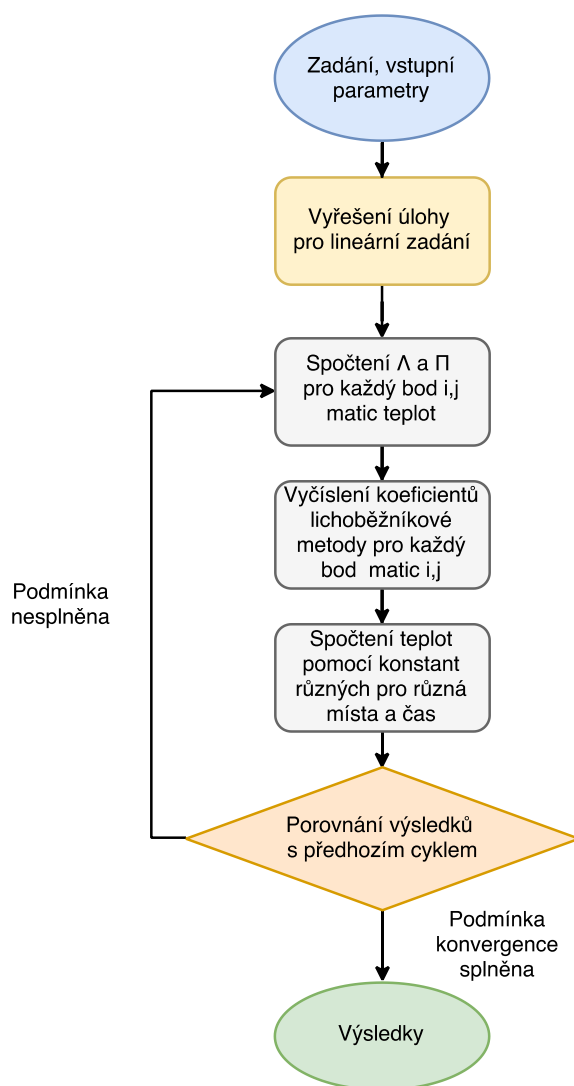 Zadání, vstupní
parametry
Vyřešení úlohy
pro lineární zadání
Spočtení Λ a Π
pro každý bod i,j
matic teplot
Vyčíslení koeficientů
lichoběžníkové
metody pro každý
bod matic i,j
Podmínka
nesplněna
Spočtení teplot
pomocí konstant
různých pro různá
místa a čas
Porovnání výsledků
s předhozím cyklem
Podmínka
konvergence
splněna
Výsledky